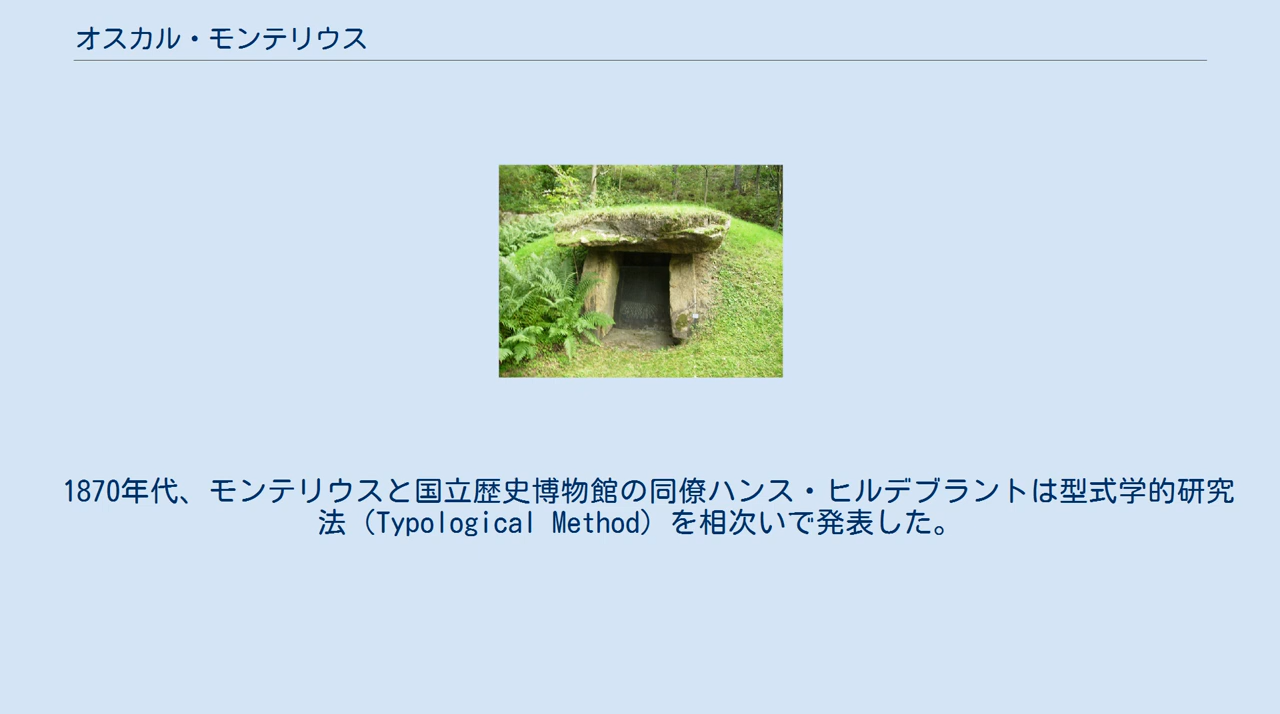 オスカル・モンテリウス
1870年代、モンテリウスと国立歴史博物館の同僚ハンス・ヒルデブラントは型式学的研究
法（Typological Method）を相次いで発表した。